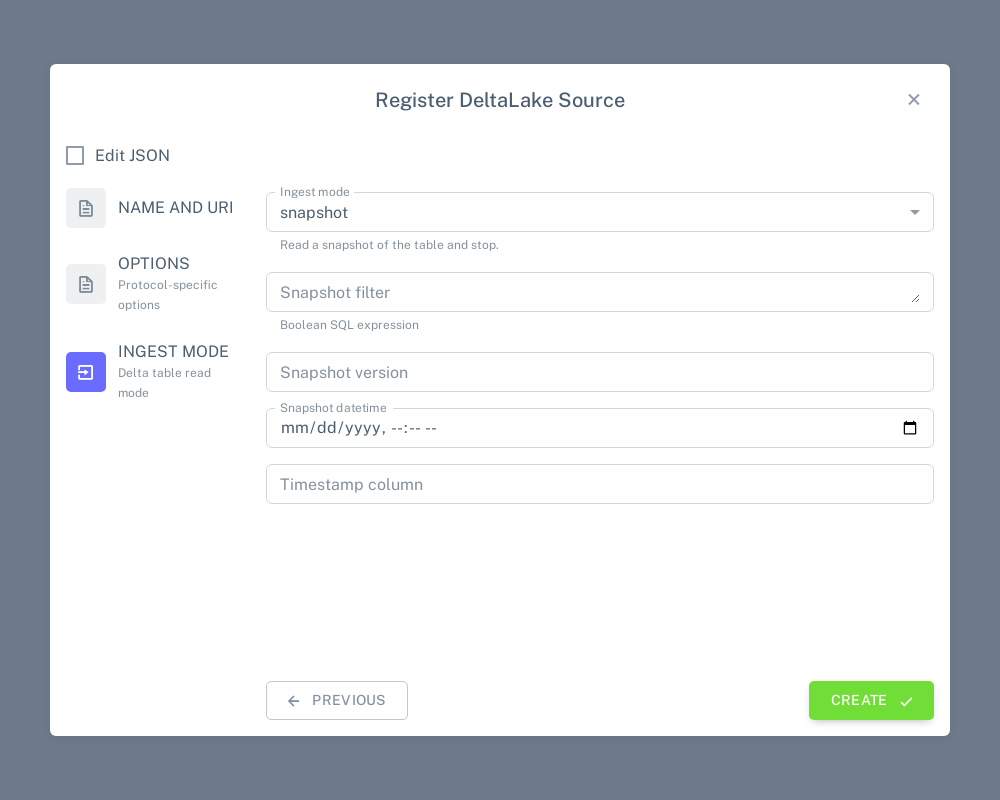 Register DeltaLake Source
Edit JSON
NAME AND URI
OPTIONS
Protocol-specific
options
INGEST MODE
Delta table read
mode
Ingest mode
snapshot
Read a snapshot of the table and stop.
Snapshot filter
Boolean SQL expression
Snapshot version
Snapshot datetime
mm/dd/yyyy, --:-- --
Timestamp column
PREVIOUS
CREATE